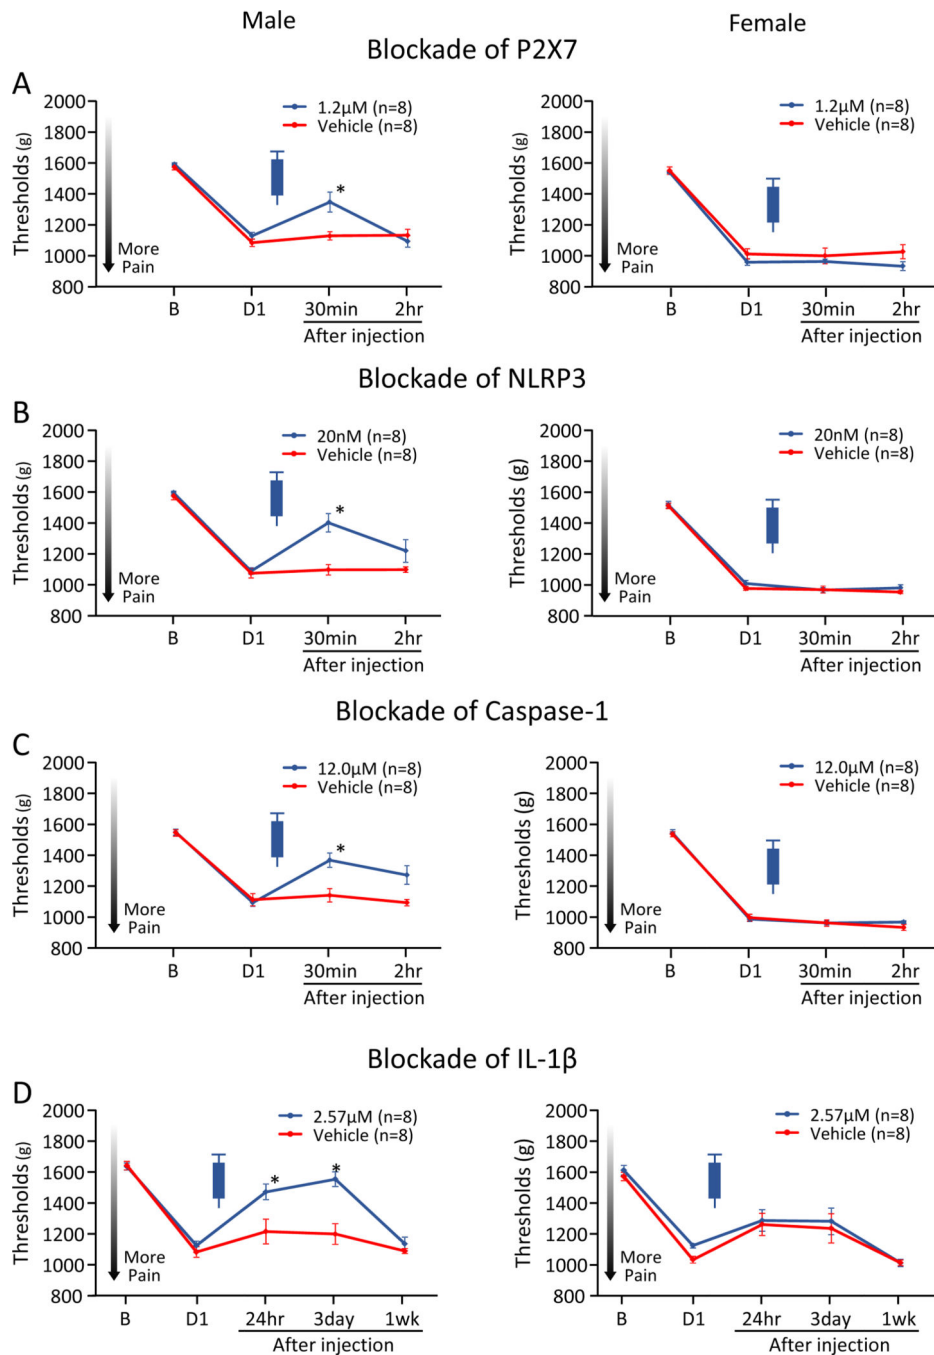 Male
Female
Blockade of P2X7
A
2000
1800
1600
1400
1200
1000
800
Thresholds (g)
More
Pain
1.2µM (n=8)
Vehicle (n=8)
*
B
D1
30min
2hr
After injection
2000
1800
1600
1400
1200
1000
800
Thresholds (g)
More
Pain
1.2µM (n=8)
Vehicle (n=8)
B
D1
30min
2hr
After injection
Blockade of NLRP3
B
2000
1800
1600
1400
1200
1000
800
Thresholds (g)
More
Pain
20nM (n=8)
Vehicle (n=8)
*
B
D1
30min
2hr
After injection
2000
1800
1600
1400
1200
1000
800
Thresholds (g)
More
Pain
20nM (n=8)
Vehicle (n=8)
B
D1
30min
2hr
After injection
Blockade of Caspase-1
C
2000
1800
1600
1400
1200
1000
800
Thresholds (g)
More
Pain
12.0µM (n=8)
Vehicle (n=8)
*
B
D1
30min
2hr
After injection
2000
1800
1600
1400
1200
1000
800
Thresholds (g)
More
Pain
12.0µM (n=8)
Vehicle (n=8)
B
D1
30min
2hr
After injection
Blockade of IL-1β
D
2000
1800
1600
1400
1200
1000
800
Thresholds (g)
More
Pain
2.57µM (n=8)
Vehicle (n=8)
*
*
B
D1
24hr
3day
1wk
After injection
2000
1800
1600
1400
1200
1000
800
Thresholds (g)
More
Pain
2.57µM (n=8)
Vehicle (n=8)
B
D1
24hr
3day
1wk
After injection